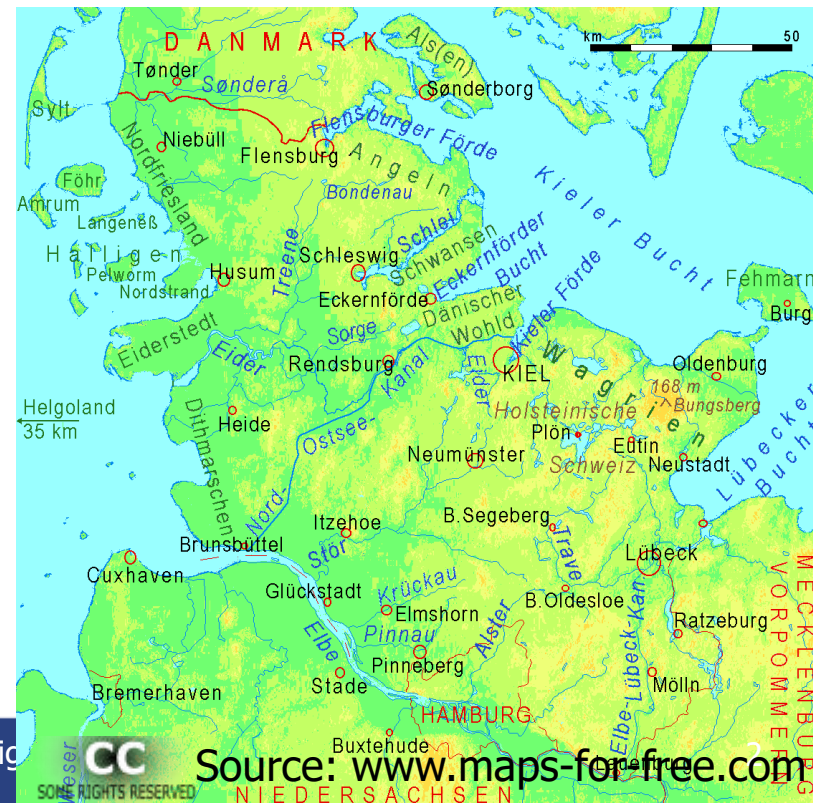 DANMARK
Als(en)
km 50
Tønder
Sønderå
Sønderborg
Sylt
Flensburger Förde
Niebüll
Flensburg
Angeln
Nordfriesland
Föhr
Bondenau
Kieler Bucht
Amrum
Langeneß
Schlei
Halligen
Schleswig
Schwansen
Eckernförder
Bucht
Pelworm
Husum
Treene
Fehmarn
Nordstrand
Eckernförde
Dänischer
Wohld
Kieler Förde
Burg
Eiderstedt
Sorge
Eider
Rendsburg
Eider
KIEL
Wagrien
Oldenburg
168 m
^Bungsberg
Helgoland
35 km
Heide
Nord-
Ostsee-
Kanal
Holsteinische
Schweiz
Plön
Eutin
Neumünster
Neustadt
Lübecker
Bucht
Dithmarschen
B.Segeberg
Itzehoe
Trave
Brunsbüttel
Stör
Lübeck
Cuxhaven
Glückstadt
Krückau
B.Oldesloe
Elmshorn
Ratzeburg
Elbe
Pinnau
Alster
Pinneberg
Elbe-Lübeck-Kan.
Stade
Mölln
Bremerhaven
HAMBURG
MECKLENBURG
VORPOMMERN
Buxtehude
CC
SOME RIGHTS RESERVED
Source: www.maps-for-free.com
2
NIEDERSACHSEN